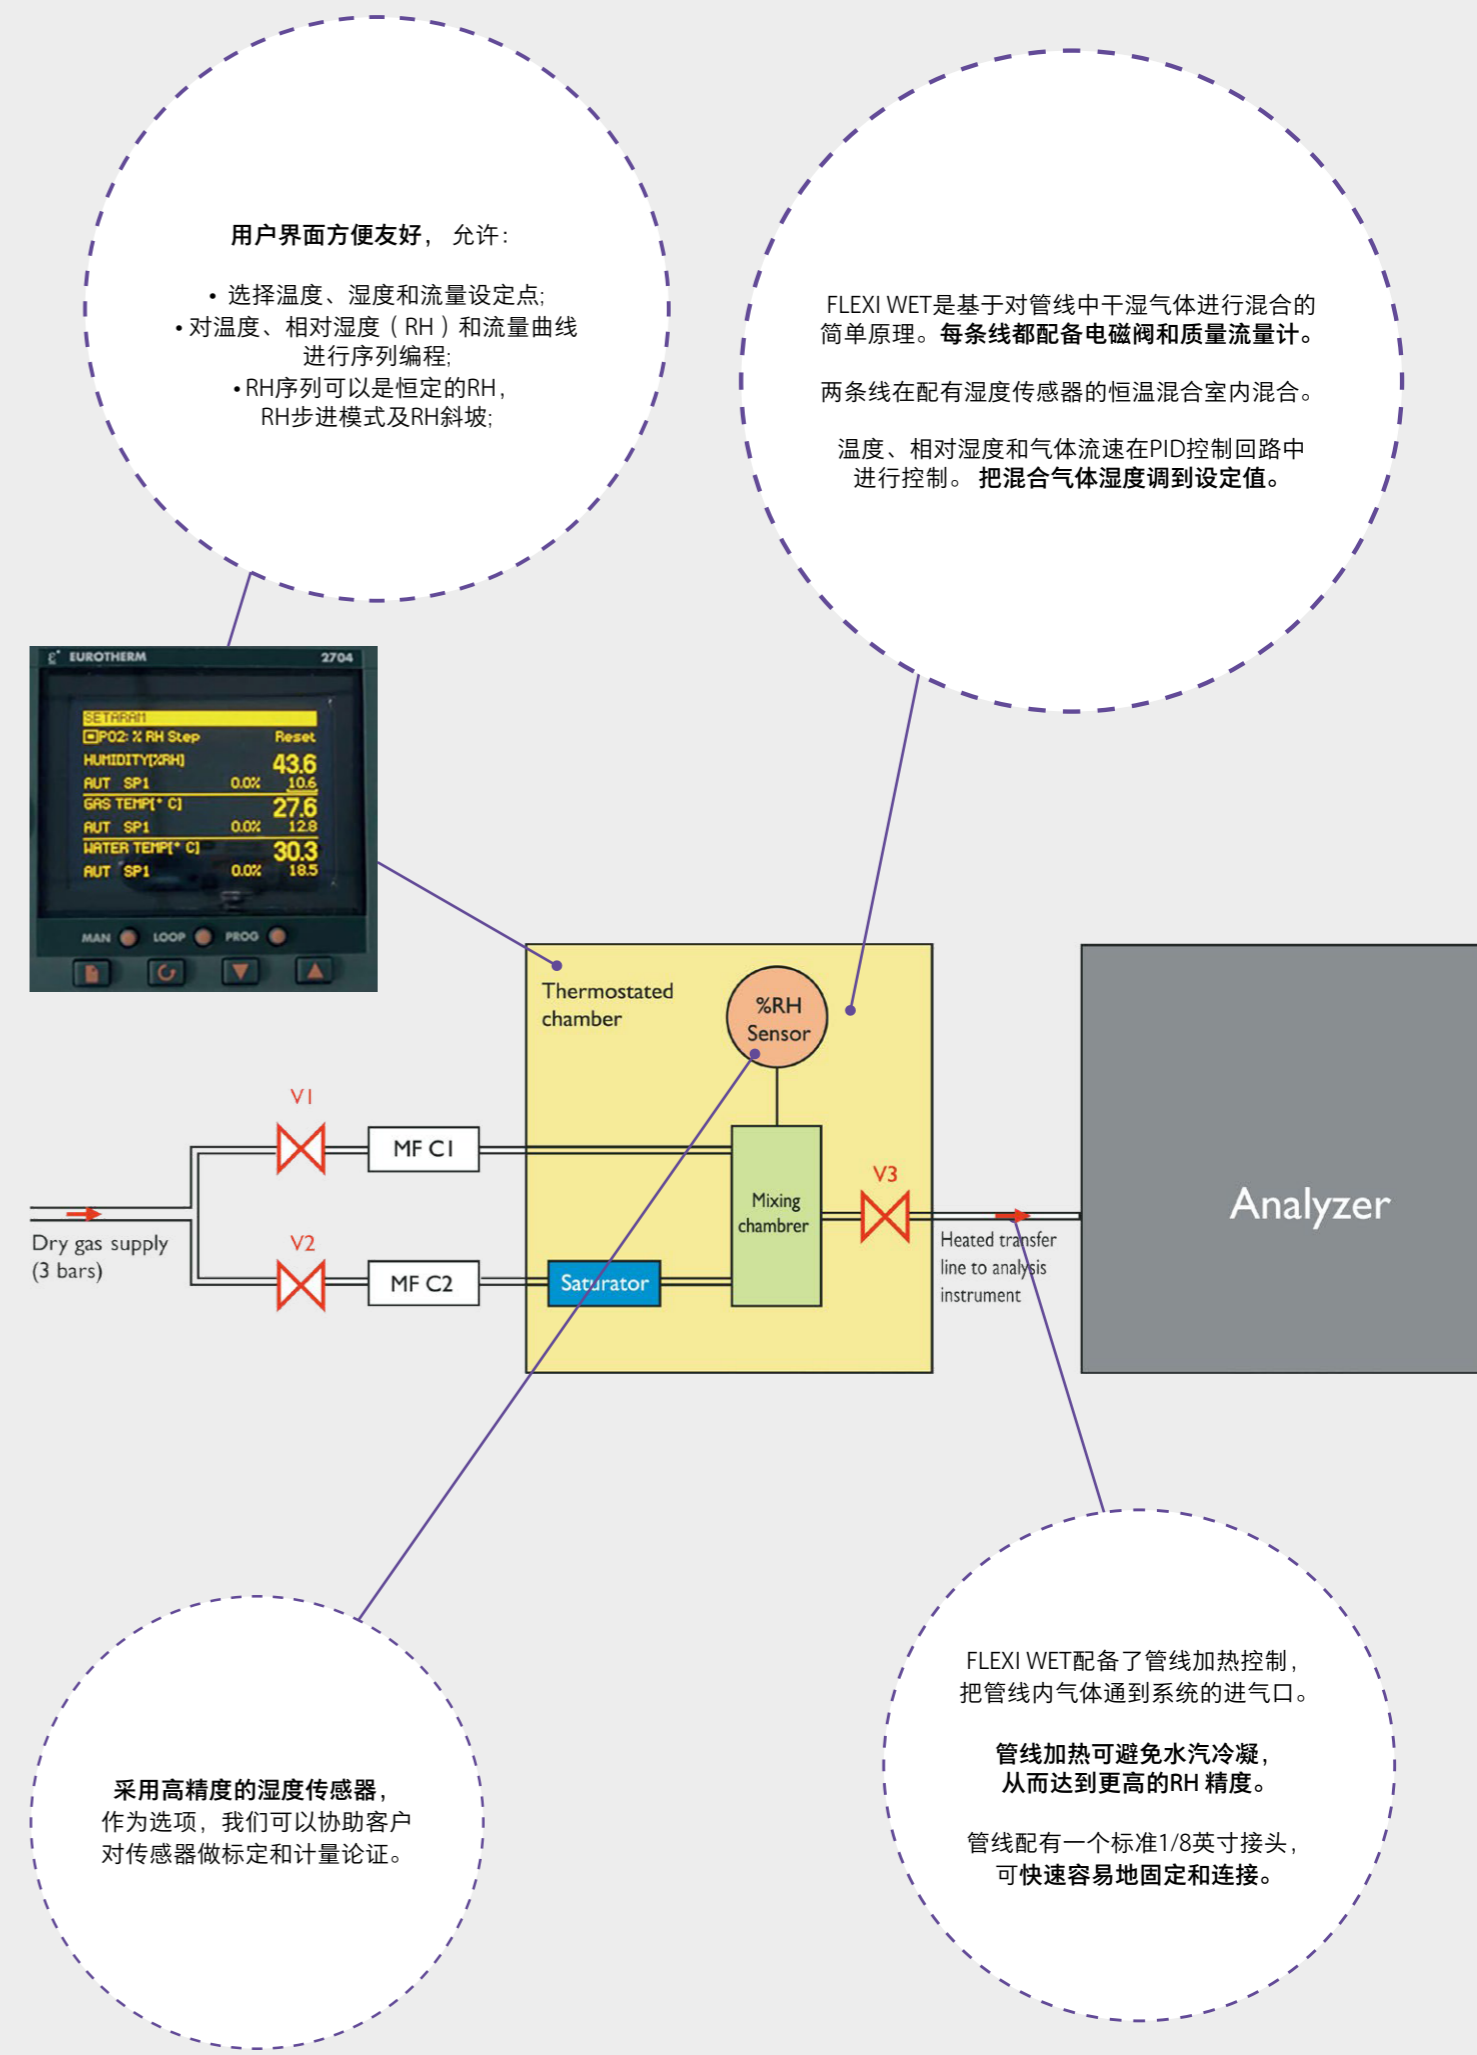 用户界面方便友好， 允许：
• 选择温度、湿度和流量设定点;
• 对温度、相对湿度（RH）和流量曲线
进行序列编程;
• RH序列可以是恒定的RH，
RH步进模式及RH斜坡;
FLEXI WET是基于对管线中干湿气体进行混合的
简单原理。每条线都配备电磁阀和质量流量计。
两条线在配有湿度传感器的恒温混合室内混合。
温度、相对湿度和气体流速在PID控制回路中
进行控制。 把混合气体湿度调到设定值。
EUROTHERM 2704
SETARAM
PO2: % RH Step Reset
HUMIDITY[%RH] 43.6
AUT SP1 0.0% 10.6
GAS TEMP[° C] 27.6
AUT SP1 0.0% 12.8
WATER TEMP[° C] 30.3
AUT SP1 0.0% 18.5
MAN LOOP PROG
Thermostated
chamber
%RH
Sensor
V1
MF C1
V3
Mixing
chambrer
Analyzer
Dry gas supply
(3 bars)
V2
MF C2
Saturator
Heated transfer
line to analysis
instrument
FLEXI WET配备了管线加热控制，
把管线内气体通到系统的进气口。
管线加热可避免水汽冷凝，
从而达到更高的RH 精度。
管线配有一个标准1/8英寸接头，
可快速容易地固定和连接。
采用高精度的湿度传感器，
作为选项，我们可以协助客户
对传感器做标定和计量论证。